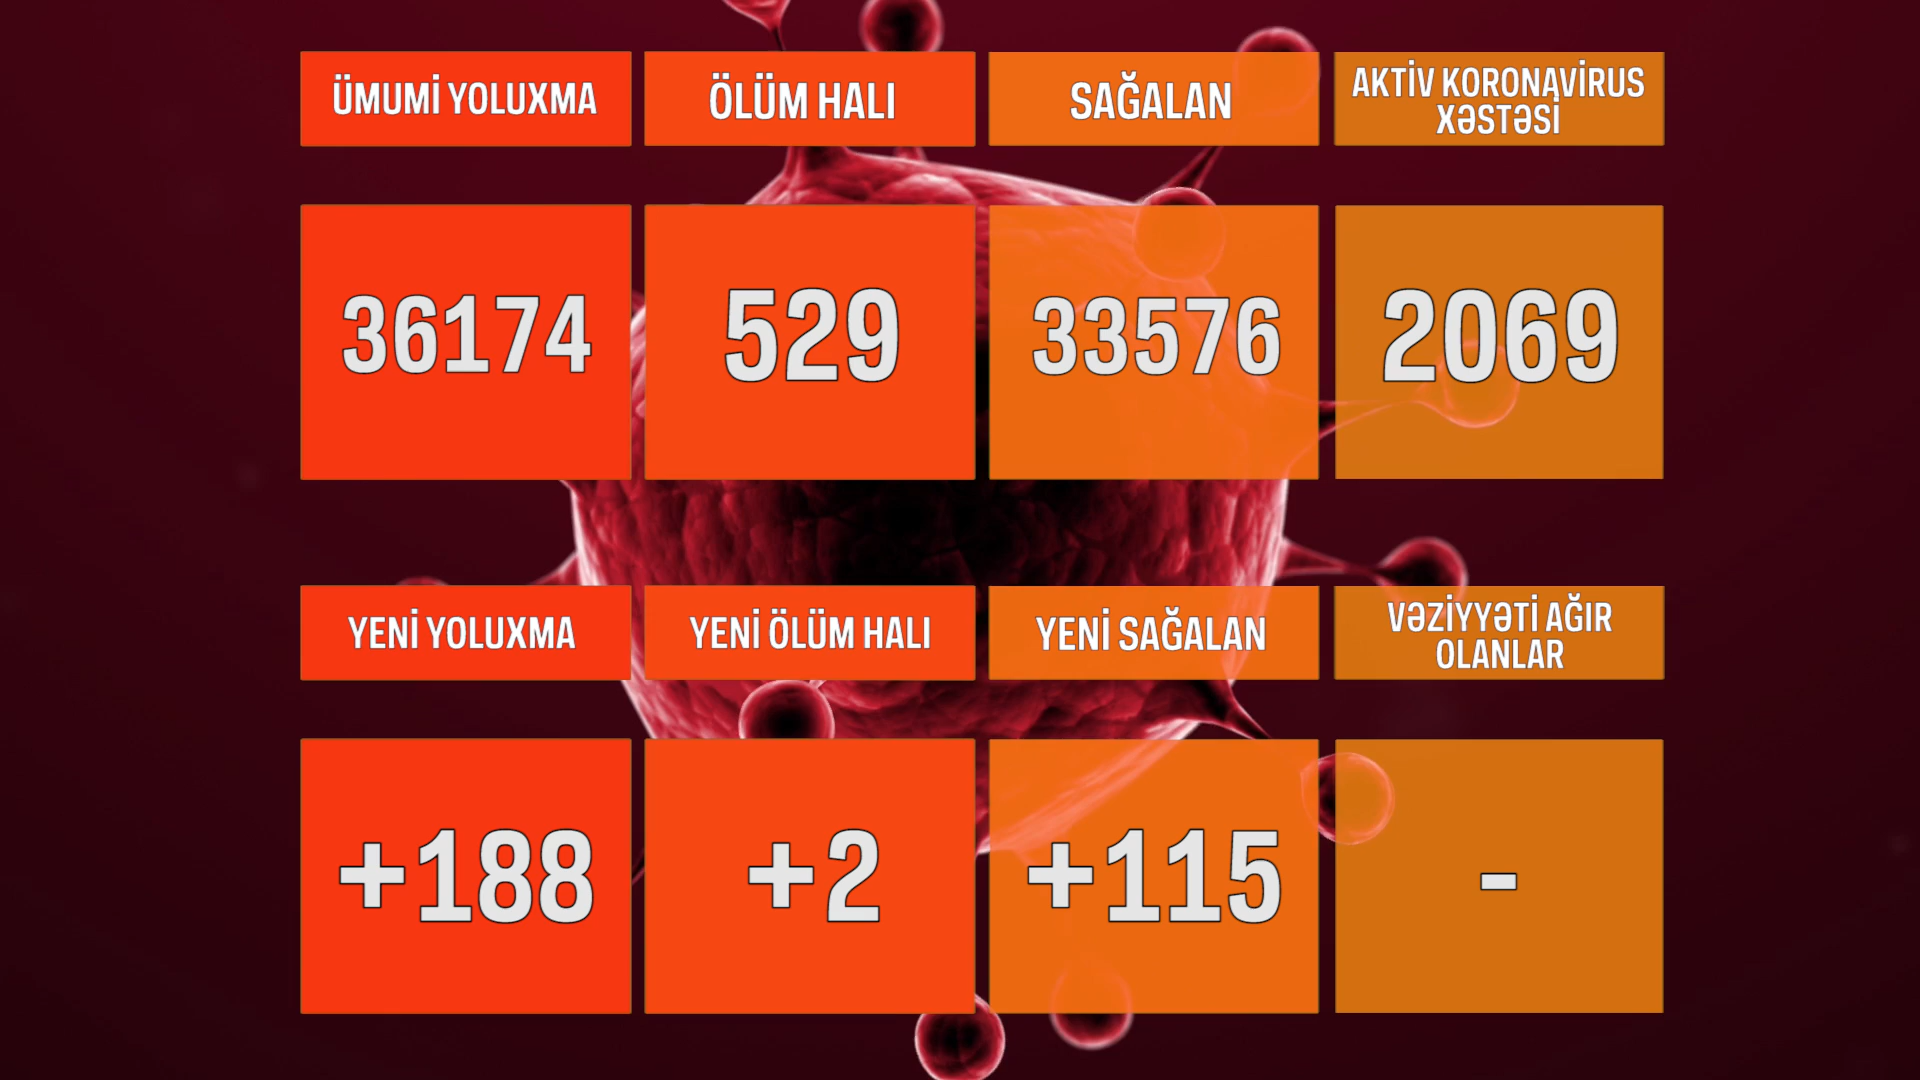 ÜMUMİ YOLUXMA
ÖLÜM HALI
SAĞALAN
AKTİV KORONAVİRUS
XƏSTƏSİ
36174
529
33576
2069
YENİ YOLUXMA
YENİ ÖLÜM HALI
YENİ SAĞALAN
VƏZİYYƏTİ AĞIR
OLANLAR
+188
+2
+115
-